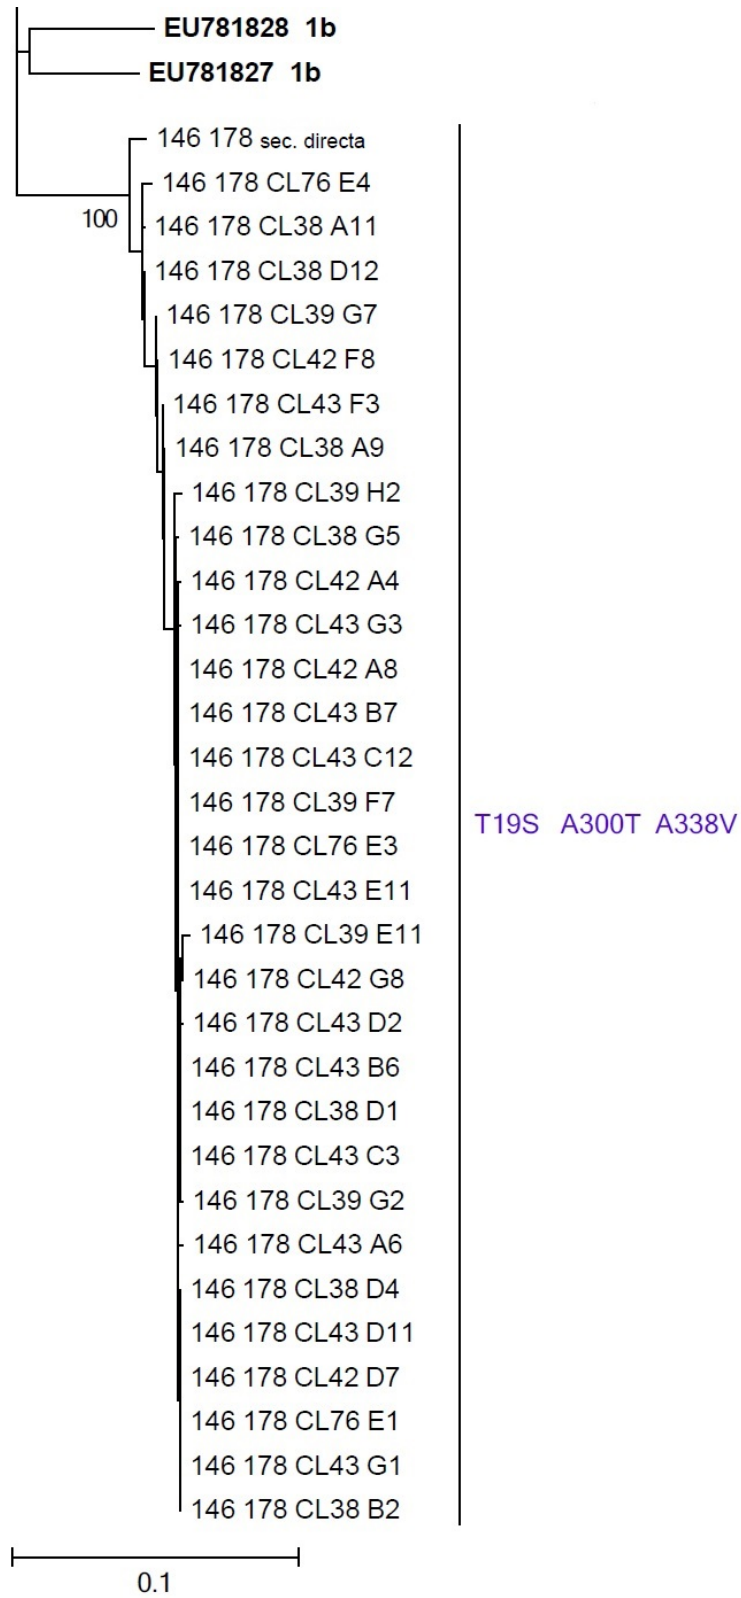 EU781828 1b
EU781827 1b
146 178 sec. directa
146 178 CL76 E4
100
146 178 CL38 A11
146 178 CL38 D12
146 178 CL39 G7
146 178 CL42 F8
146 178 CL43 F3
146 178 CL38 A9
146 178 CL39 H2
146 178 CL38 G5
146 178 CL42 A4
146 178 CL43 G3
146 178 CL42 A8
146 178 CL43 B7
146 178 CL43 C12
146 178 CL39 F7
T19S A300T A338V
146 178 CL76 E3
146 178 CL43 E11
146 178 CL39 E11
146 178 CL42 G8
146 178 CL43 D2
146 178 CL43 B6
146 178 CL38 D1
146 178 CL43 C3
146 178 CL39 G2
146 178 CL43 A6
146 178 CL38 D4
146 178 CL43 D11
146 178 CL42 D7
146 178 CL76 E1
146 178 CL43 G1
146 178 CL38 B2
0.1